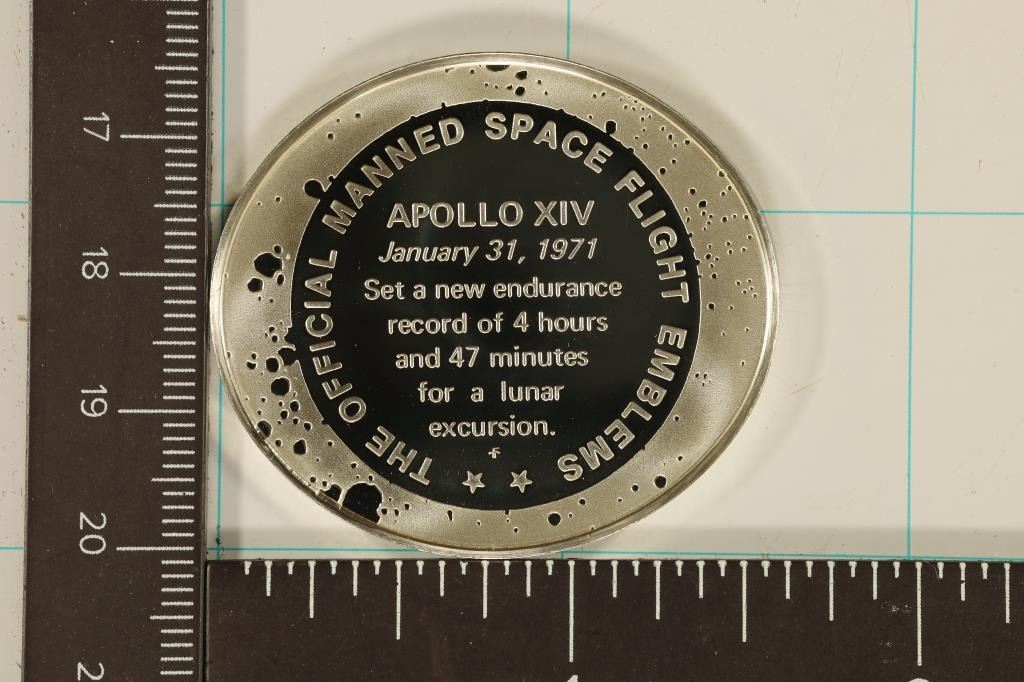 THE OFFICIAL MANNED SPACE FLIGHT EMBLEMS
APOLLO XIV
January 31, 1971
Set a new endurance
record of 4 hours
and 47 minutes
for a lunar
excursion.
17
18
19
20